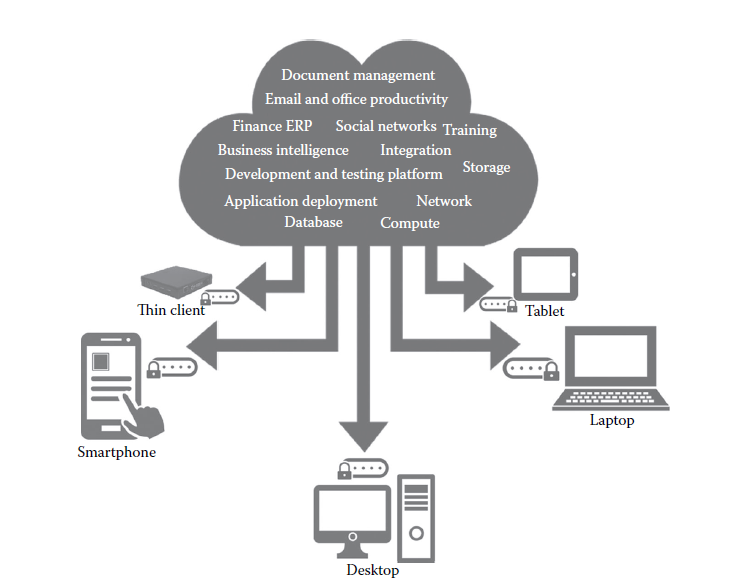 Document management
Email and office productivity
Finance ERP Social networks Training
Business intelligence Integration
Storage
Development and testing platform
Application deployment Network
Database Compute
Thin client
Tablet
Laptop
Smartphone
Desktop